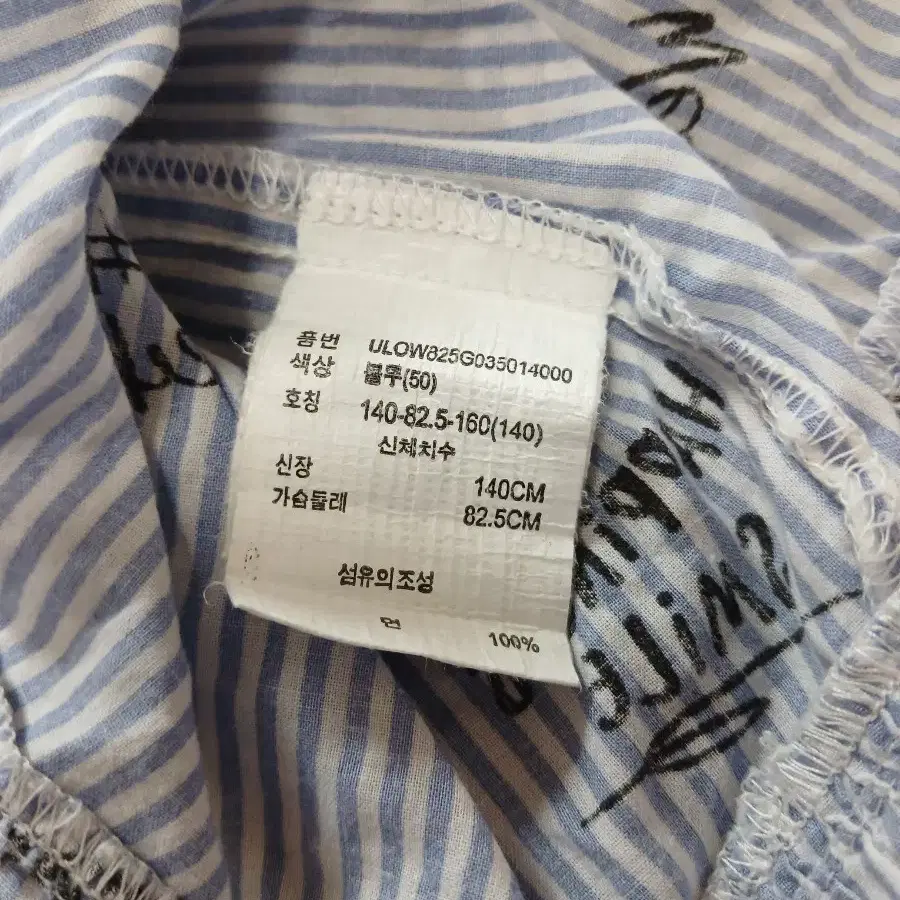 품번 ULOW825G035014000
색상 블루(50)
호칭 140-82.5-160(140)
신체치수
신장 140CM
가슴둘레 82.5CM
섬유의조성
면 100%
smile